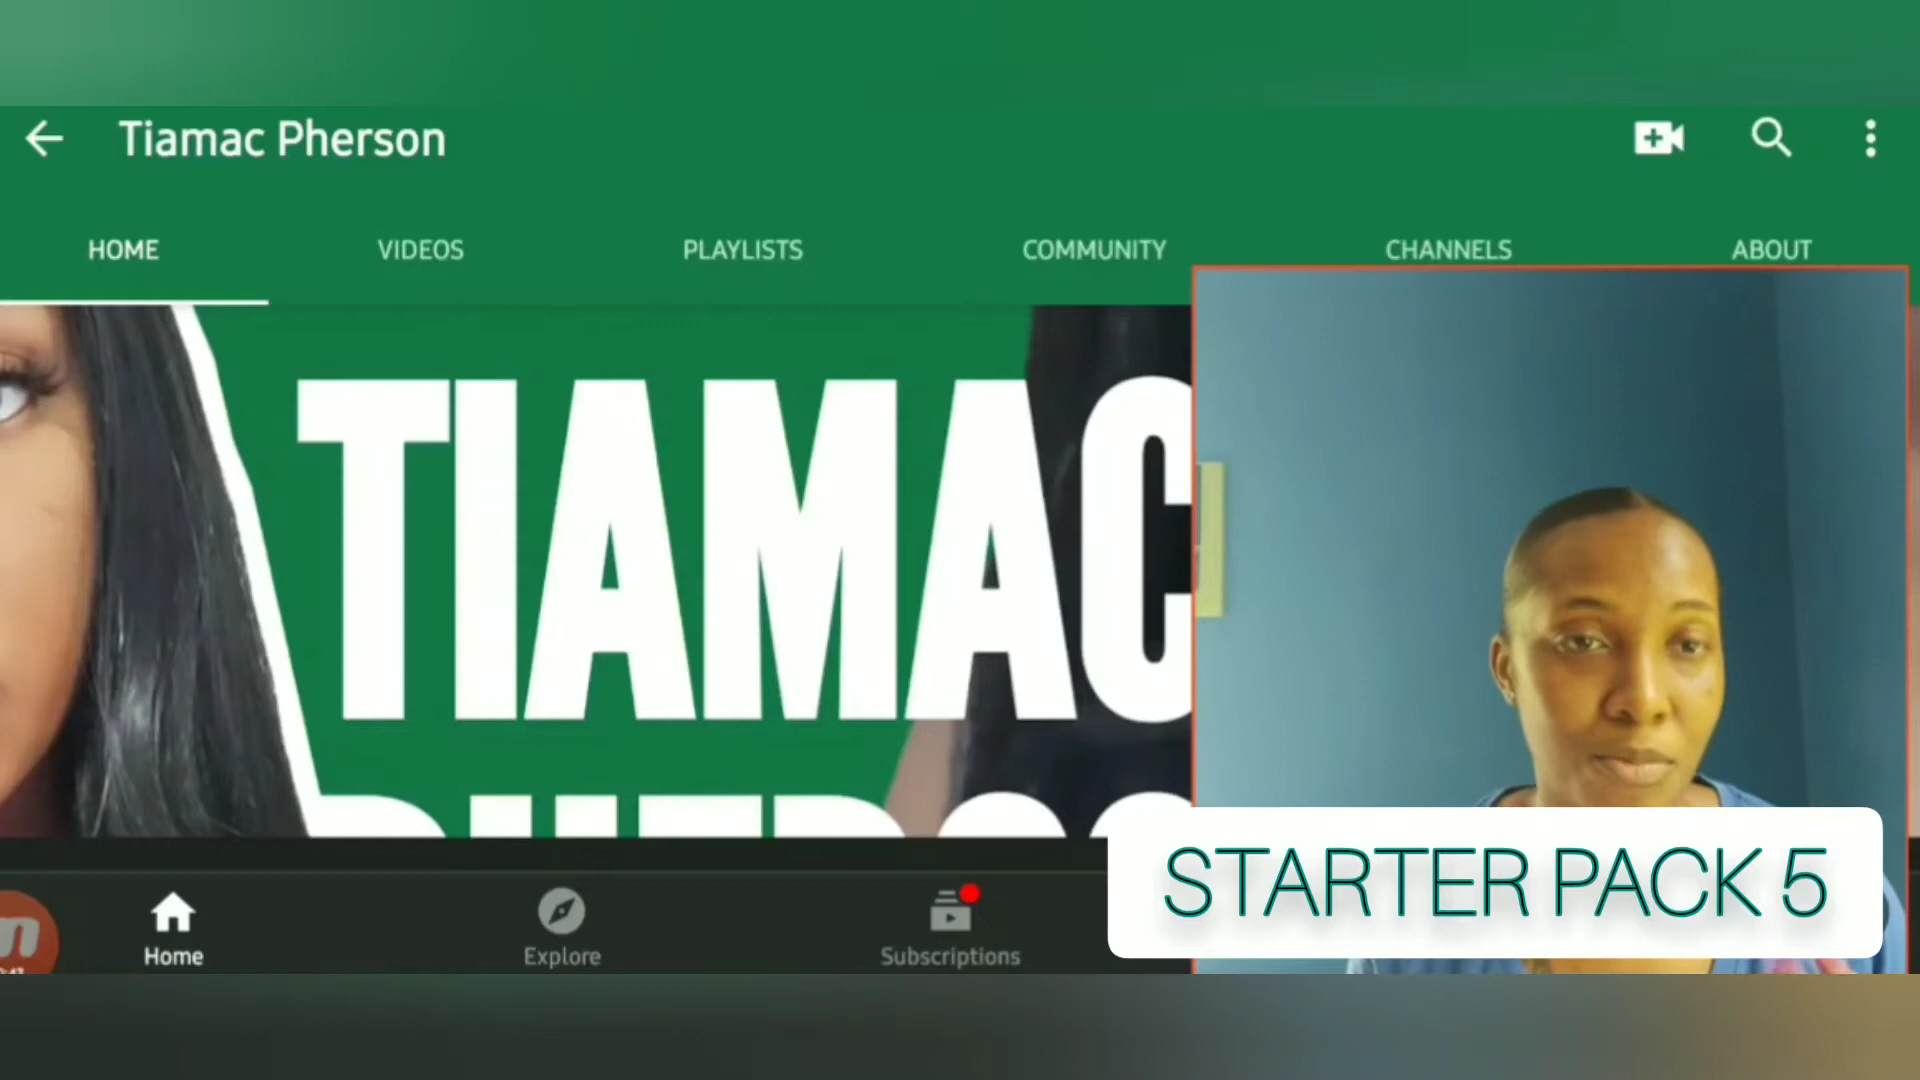 Tiamac Pherson
HOME VIDEOS PLAYLISTS COMMUNITY CHANNELS ABOUT
TIAMAC
STARTER PACK 5
Home Explore Subscriptions